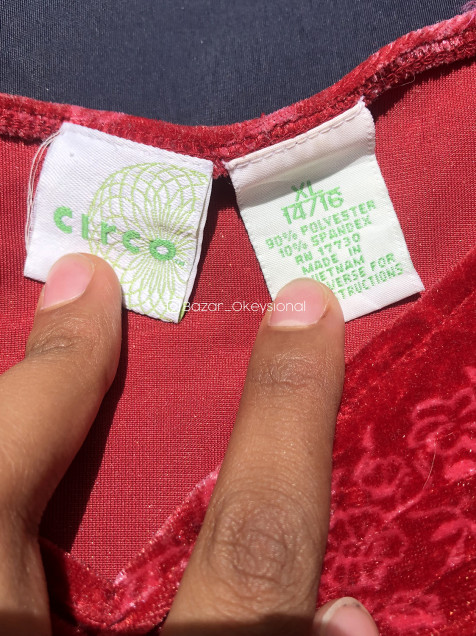 circo
XL
14/16
90% POLYESTER
10% SPANDEX
RN 17730
MADE IN
VIETNAM
REVERSE FOR
INSTRUCTIONS
@Bazar_Okeysional